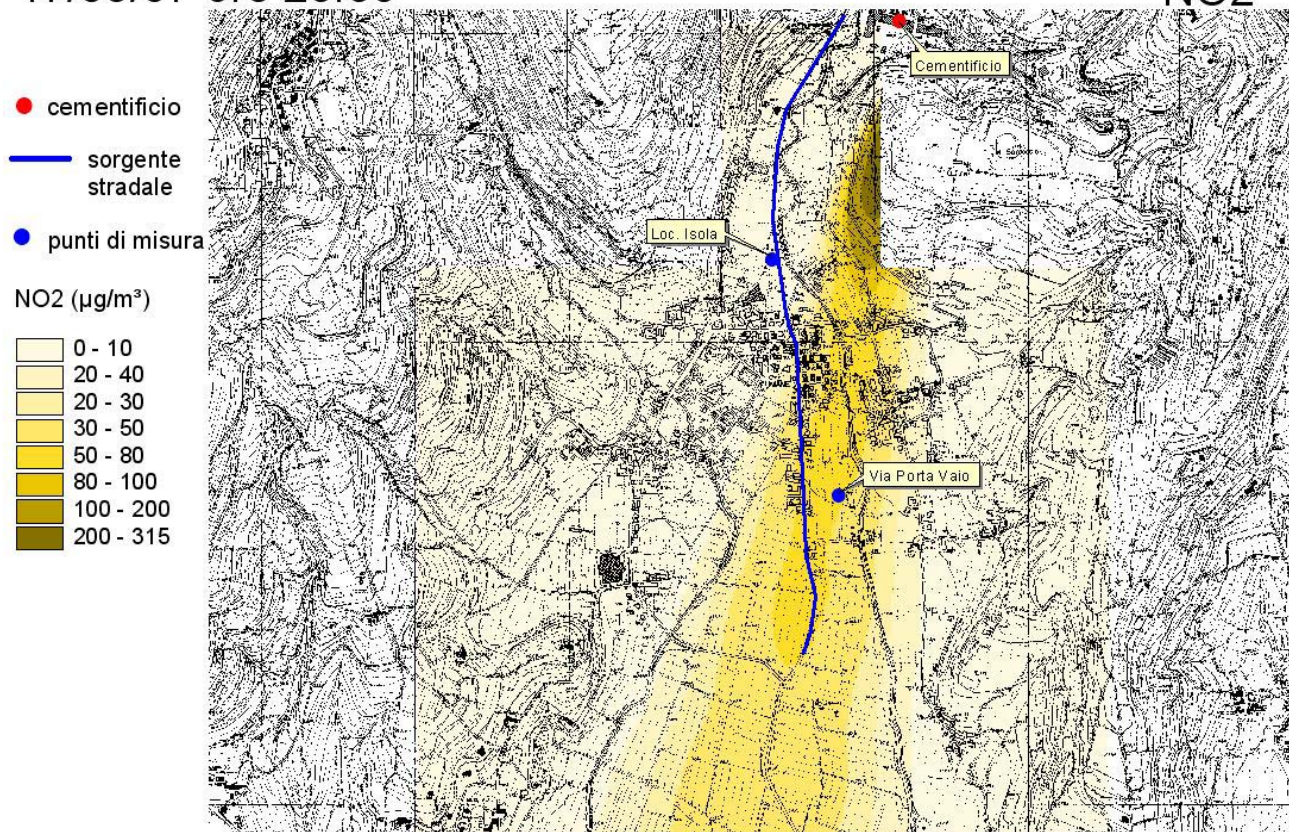 NO2
Cementificio
cementificio
sorgente
stradale
Loc. Isola
punti di misura
NO2 (µg/m³)
0 - 10
20 - 40
20 - 30
30 - 50
50 - 80
80 - 100
100 - 200
200 - 315
Via Porta Vaio